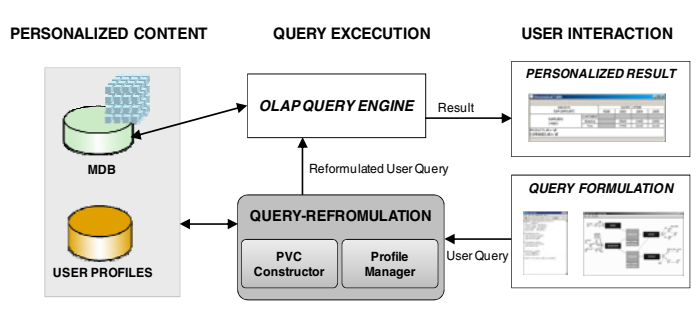 PERSONALIZED CONTENT
QUERY EXCECUTION
USER INTERACTION
PERSONALIZED RESULT
OLAP QUERY ENGINE
Result
MDB
Reformulated User Query
QUERY FORMULATION
QUERY-REFROMULATION
PVC
Constructor
Profile
Manager
User Query
USER PROFILES